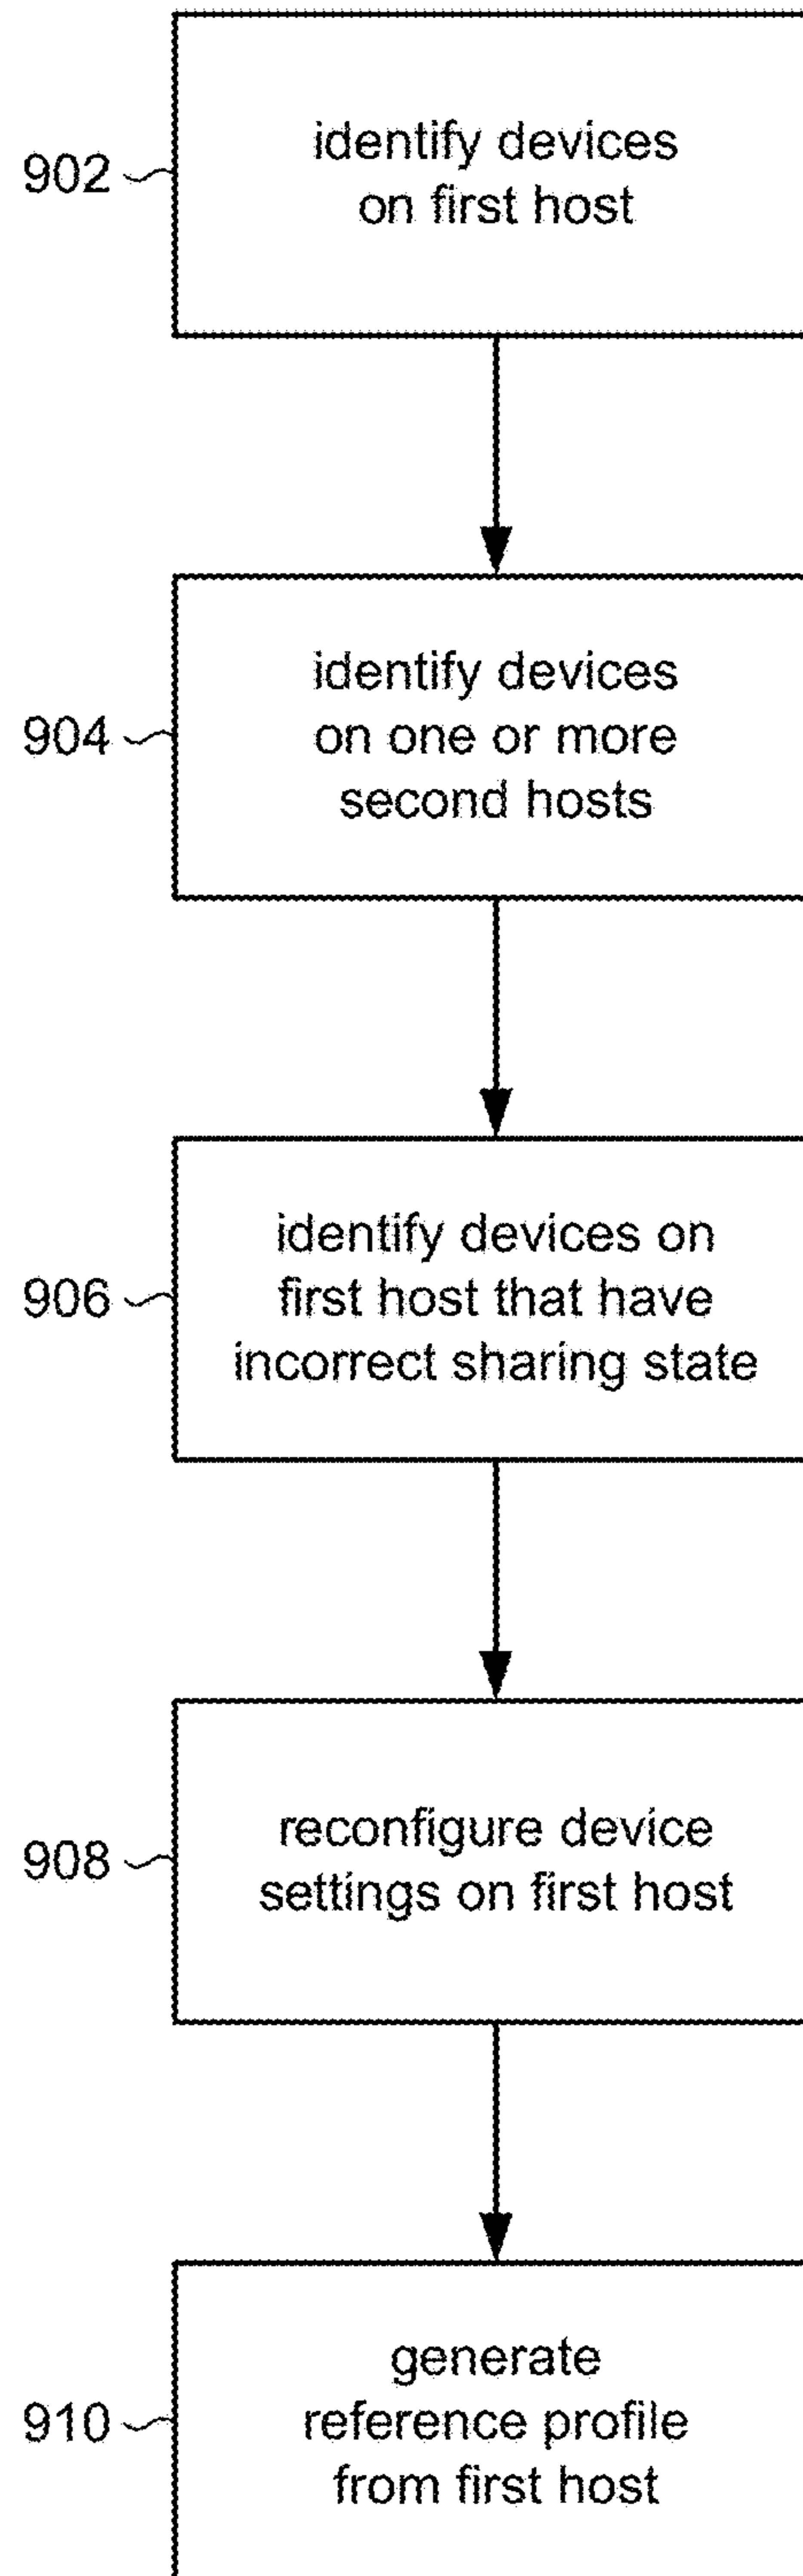 902
identify devices
on first host
904
identify devices
on one or more
second hosts
906
identify devices on
first host that have
incorrect sharing state
908
reconfigure device
settings on first host
910
generate
reference profile
from first host